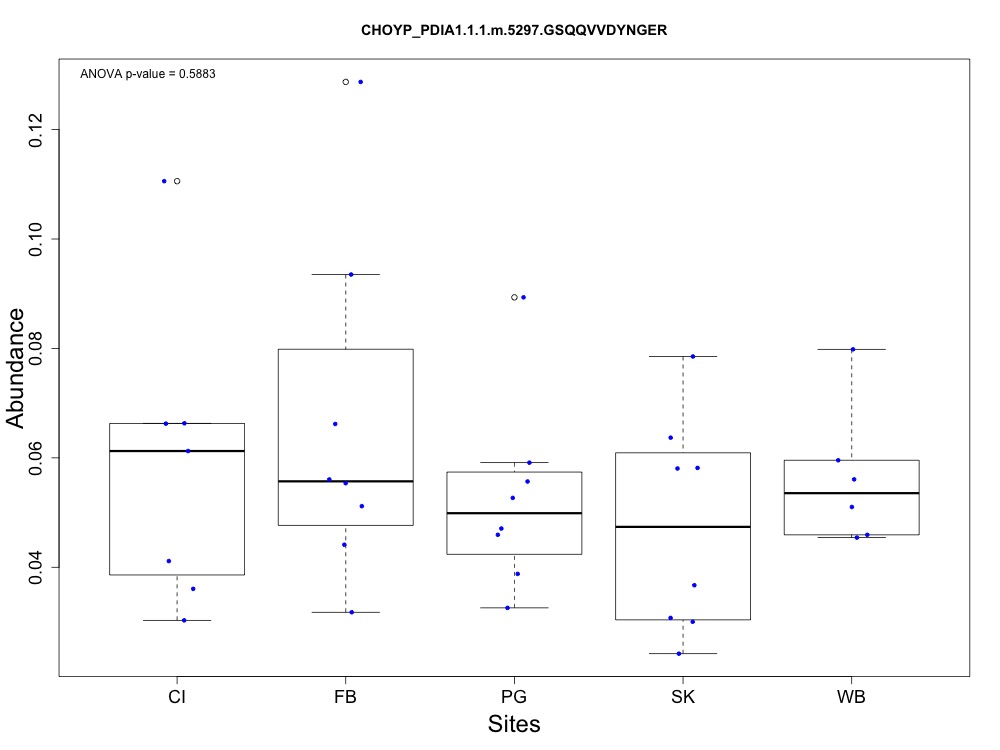 CHOYP_PDIA1.1.1.m.5297.GSQQVVDYNGER
ANOVA p-value = 0.5883
0.12
0.10
0.08
0.06
0.04
Abundance
CI FB PG SK WB
Sites